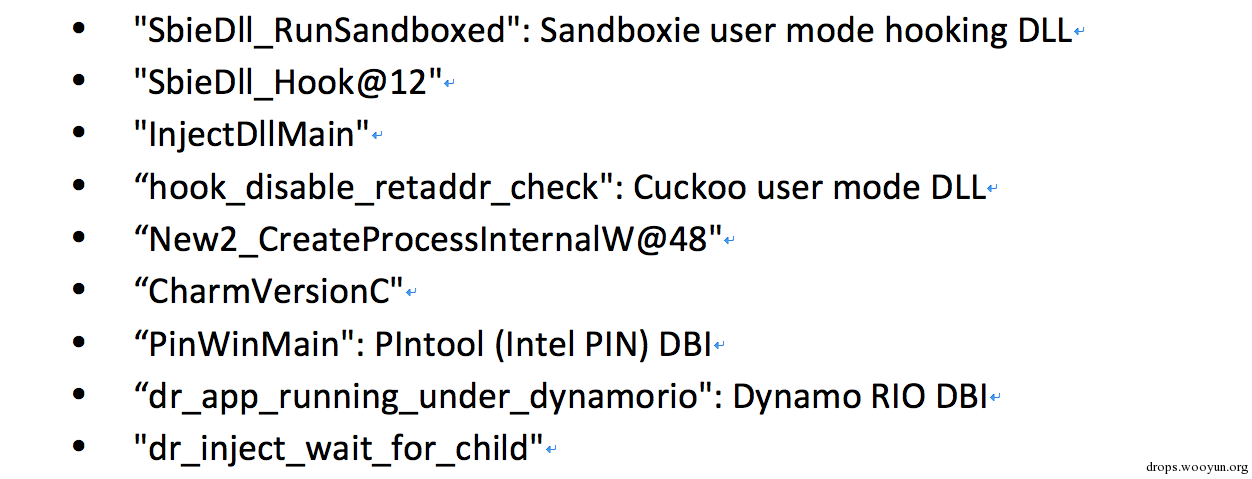 • "SbieDll_RunSandboxed": Sandboxie user mode hooking DLL↵
• "SbieDll_Hook@12"↵
• "InjectDllMain"↵
• “hook_disable_retaddr_check": Cuckoo user mode DLL↵
• “New2_CreateProcessInternalW@48"↵
• “CharmVersionC"↵
• “PinWinMain": PIntool (Intel PIN) DBI↵
• “dr_app_running_under_dynamorio": Dynamo RIO DBI↵
• "dr_inject_wait_for_child"↵
drops.wooyun.org